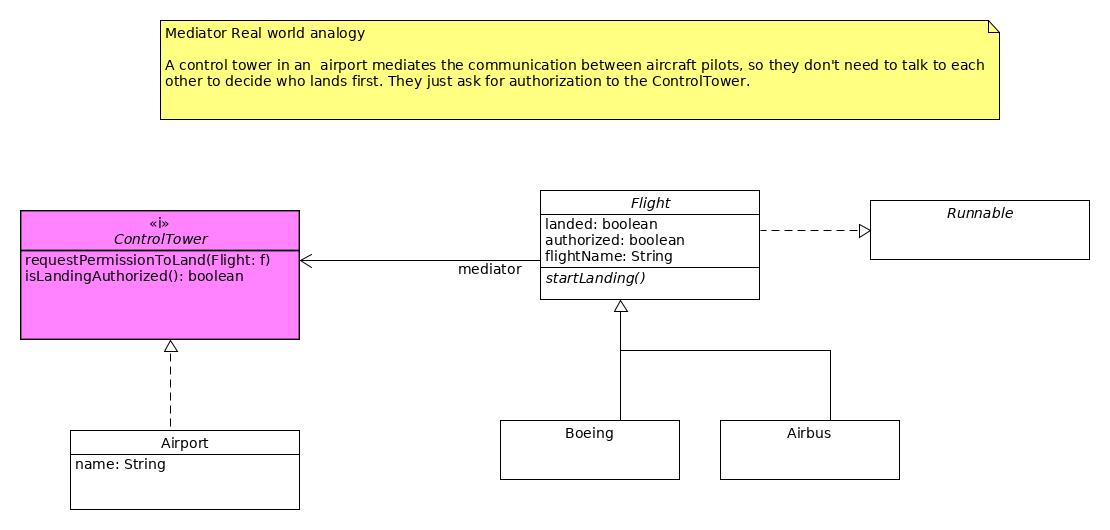 Mediator Real world analogy
A control tower in an  airport mediates the communication between aircraft pilots, so they don't need to talk to each
other to decide who lands first. They just ask for authorization to the ControlTower.
«i»
ControlTower
requestPermissionToLand(Flight: f)
isLandingAuthorized(): boolean
mediator
Flight
landed: boolean
authorized: boolean
flightName: String
startLanding()
Runnable
Airport
name: String
Boeing
Airbus